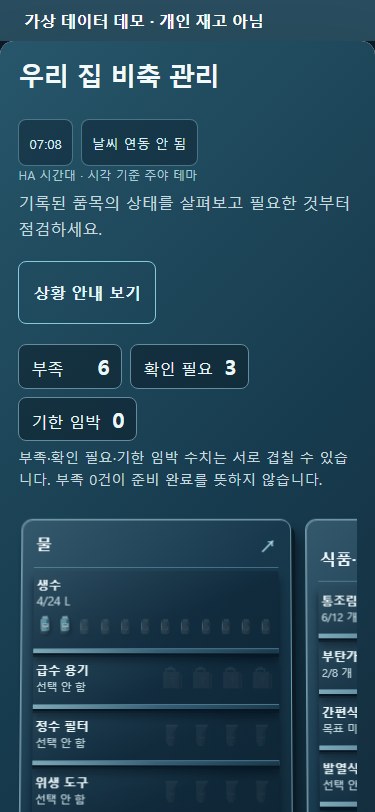 가상 데이터 데모 · 개인 재고 아님
우리 집 비축 관리
07:08
날씨 연동 안 됨
HA 시간대 · 시각 기준 주야 테마
기록된 품목의 상태를 살펴보고 필요한 것부터
점검하세요.
상황 안내 보기
부족 6
확인 필요 3
기한 임박 0
부족·확인 필요·기한 임박 수치는 서로 겹칠 수 있습
니다. 부족 0건이 준비 완료를 뜻하지 않습니다.
물 ↗
생수
4/24 L
급수 용기
선택 안 함
정수 필터
선택 안 함
위생 도구
선택 안 함
식품·
통조림
6/12 개
부탄가
2/8 개
간편식
목표 미
발열식
선택 안